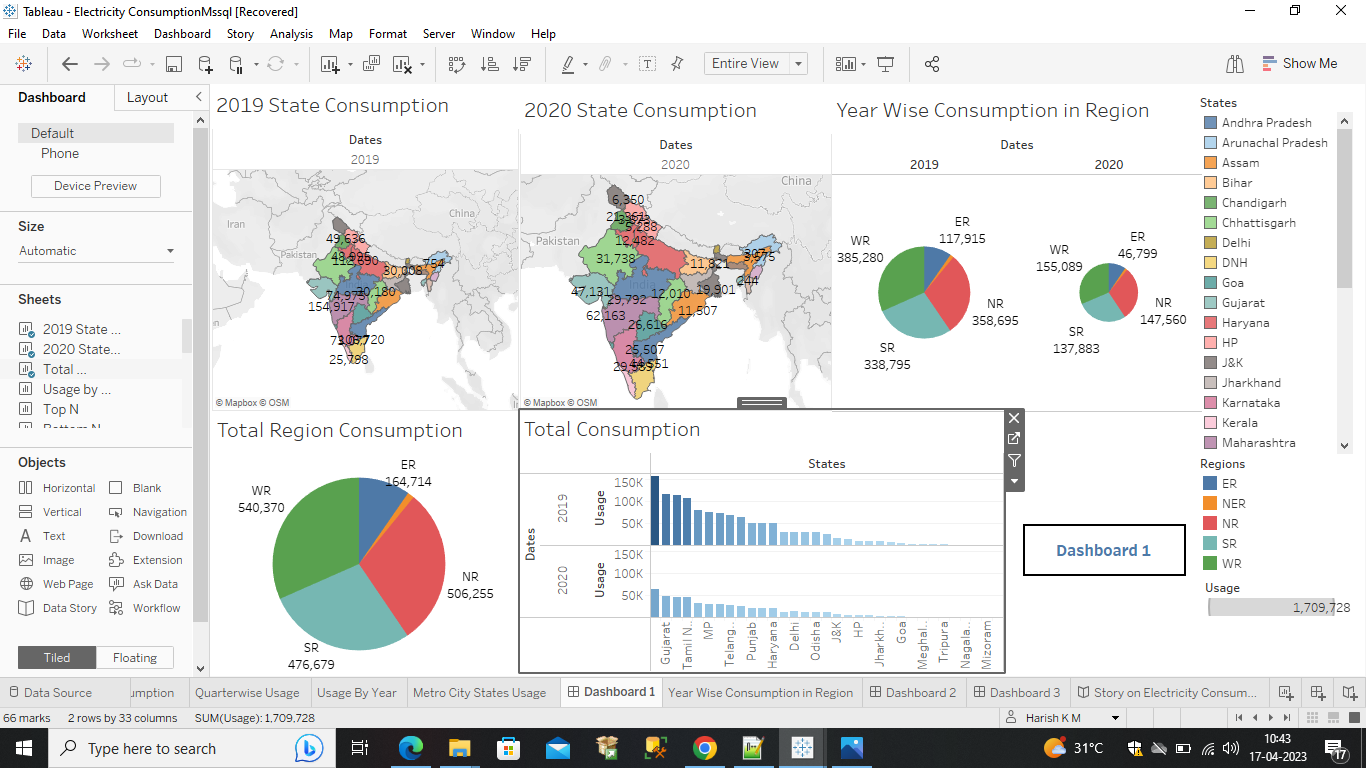 Tableau - Electricity ConsumptionMssql [Recovered]
File Data Worksheet Dashboard Story Analysis Map Format Server Window Help
Entire View
Show Me
Dashboard Layout
Default
Phone
Device Preview
Size
Automatic
Sheets
2019 State ...
2020 State...
Total ...
Usage by ...
Top N
Bottom N
Objects
Horizontal Blank
Vertical Navigation
Text Download
Image Extension
Web Page Ask Data
Data Story Workflow
Tiled Floating
2019 State Consumption
Dates
2019
Iran
China
Pakistan
49,636
30,008
754
154,917
25,798
© Mapbox © OSM
2020 State Consumption
Dates
2020
China
Pakistan
India
6,350
5,288
12,482
31,738
11,821
244
47,131
12,010
19,901
29,792
11,507
62,163
26,616
25,507
© Mapbox © OSM
Year Wise Consumption in Region
Dates
2019 2020
ER
117,915
WR
385,280
NR
358,695
SR
338,795
ER
46,799
WR
155,089
NR
147,560
SR
137,883
Total Region Consumption
ER
164,714
WR
540,370
NR
506,255
SR
476,679
Total Consumption
States
Dates
2019
Usage
150K
100K
50K
2020
Usage
150K
100K
50K
Gujarat
Tamil N..
MP
Telang..
Punjab
Haryana
Delhi
Odisha
J&K
HP
Jharkh..
Goa
Meghal..
Tripura
Nagala..
Mizoram
Dashboard 1
States
Andhra Pradesh
Arunachal Pradesh
Assam
Bihar
Chandigarh
Chhattisgarh
Delhi
DNH
Goa
Gujarat
Haryana
HP
J&K
Jharkhand
Karnataka
Kerala
Maharashtra
Regions
ER
NER
NR
SR
WR
Usage
1,709,728
Data Source umption Quarterwise Usage Usage By Year Metro City States Usage Dashboard 1 Year Wise Consumption in Region Dashboard 2 Dashboard 3 Story on Electricity Consum...
66 marks 2 rows by 33 columns SUM(Usage): 1,709,728
Harish K M
Type here to search
31°C
10:43
17-04-2023
17